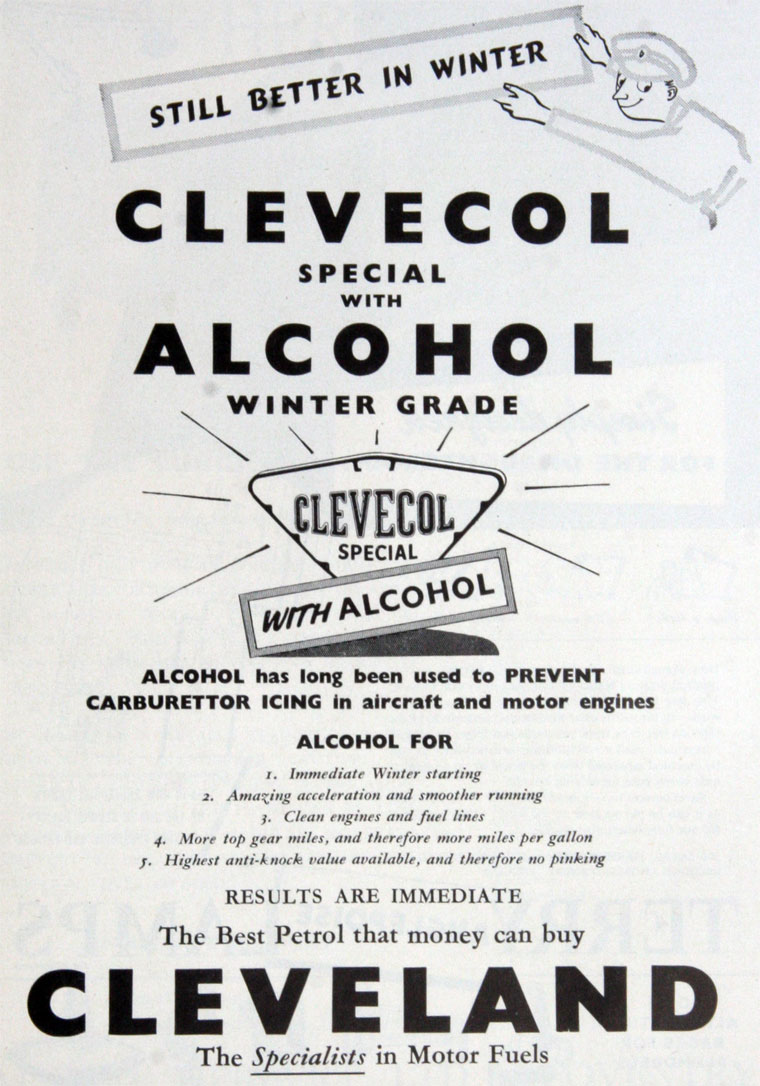 STILL BETTER IN WINTER
CLEVECOL
SPECIAL
WITH
ALCOHOL
WINTER GRADE
CLEVECOL
SPECIAL
WITH ALCOHOL
ALCOHOL has long been used to PREVENT
CARBURETTOR ICING in aircraft and motor engines
ALCOHOL FOR
1. Immediate Winter starting
2. Amazing acceleration and smoother running
3. Clean engines and fuel lines
4. More top gear miles, and therefore more miles per gallon
5. Highest anti-knock value available, and therefore no pinking
RESULTS ARE IMMEDIATE
The Best Petrol that money can buy
CLEVELAND
The Specialists in Motor Fuels